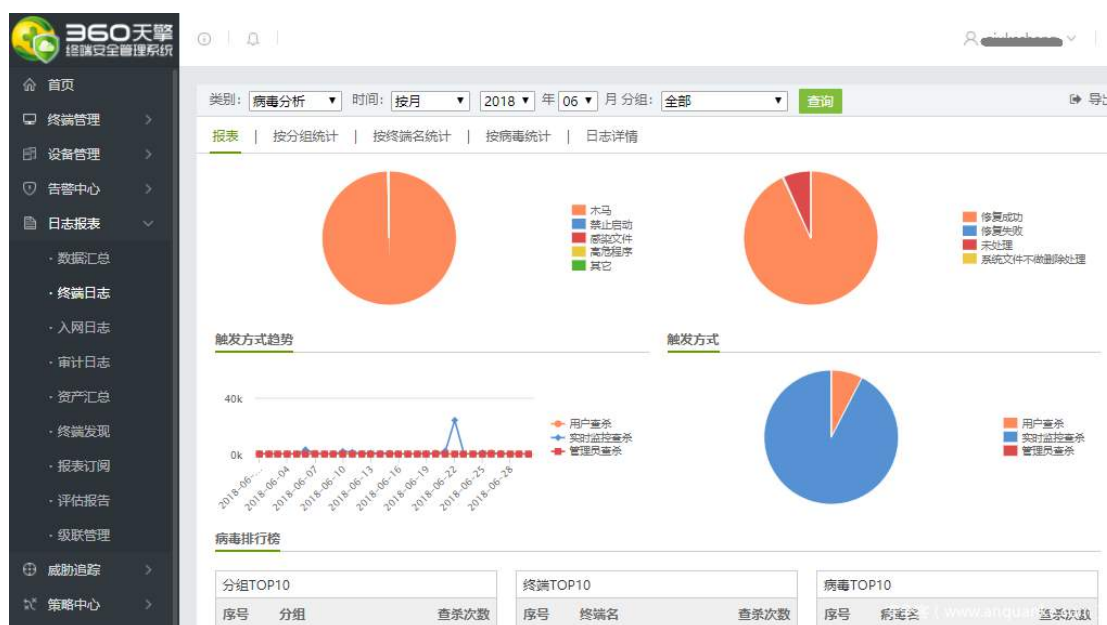 360天擎
终端安全管理系统
首页
终端管理
设备管理
告警中心
日志报表
· 数据汇总
· 终端日志
· 入网日志
· 审计日志
· 资产汇总
· 终端发现
· 报表订阅
· 评估报告
· 级联管理
威胁追踪
策略中心
类别: 病毒分析 时间: 按月 2018 年 06 月 分组: 全部 查询 导出
报表 | 按分组统计 | 按终端名统计 | 按病毒统计 | 日志详情
木马
禁止启动
感染文件
高危程序
其它
修复成功
修复失败
未处理
系统文件不做删除处理
触发方式趋势
触发方式
40k
0k
2018-06-...
2018-06-04
2018-06-07
2018-06-10
2018-06-13
2018-06-16
2018-06-19
2018-06-22
2018-06-25
2018-06-28
用户查杀
实时监控查杀
管理员查杀
用户查杀
实时监控查杀
管理员查杀
病毒排行榜
分组TOP10
序号 分组 查杀次数
终端TOP10
序号 终端名 查杀次数
病毒TOP10
序号 病毒名 查杀次数